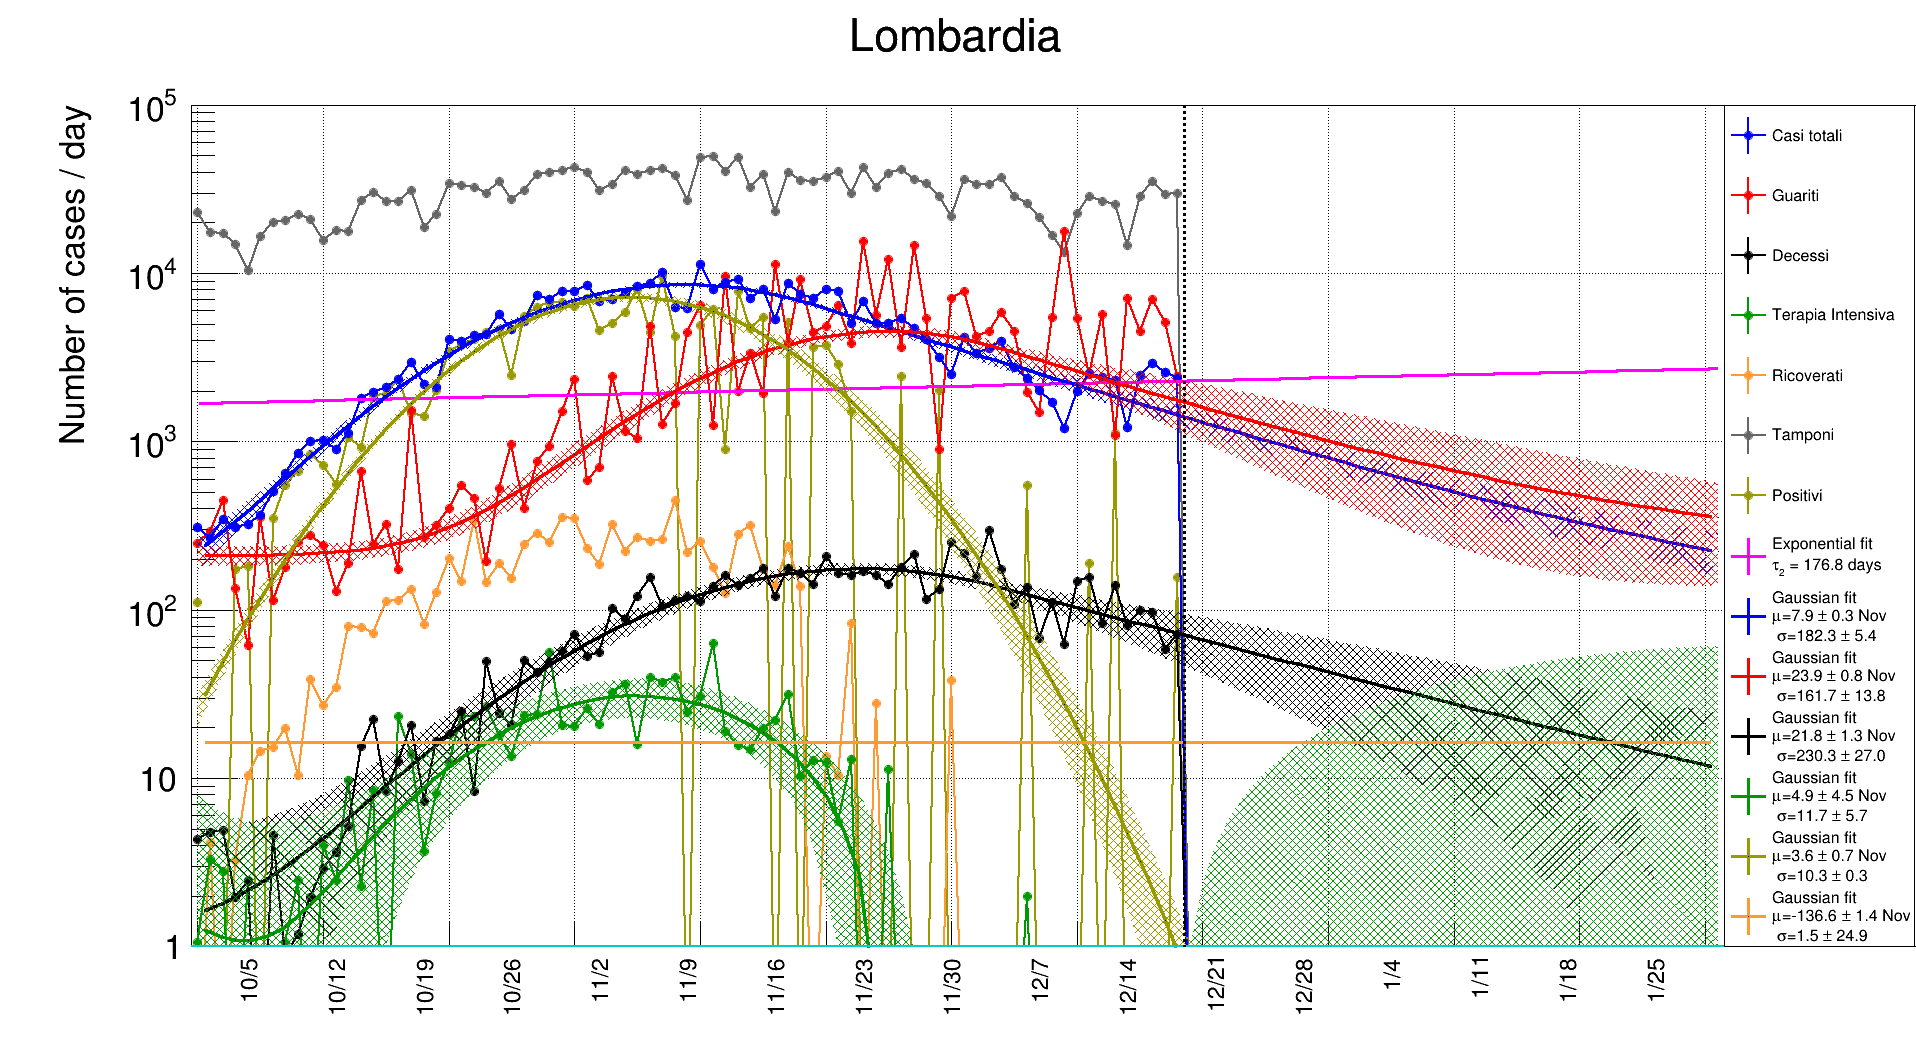 Lombardia
Number of cases / day
10^5
10^4
10^3
10^2
10
1
10/5
10/12
10/19
10/26
11/2
11/9
11/16
11/23
11/30
12/7
12/14
12/21
12/28
1/4
1/11
1/18
1/25
Casi totali
Guariti
Decessi
Terapia Intensiva
Ricoverati
Tamponi
Positivi
Exponential fit
τ₂ = 176.8 days
Gaussian fit
μ=7.9 ± 0.3 Nov
σ=182.3 ± 5.4
Gaussian fit
μ=23.9 ± 0.8 Nov
σ=161.7 ± 13.8
Gaussian fit
μ=21.8 ± 1.3 Nov
σ=230.3 ± 27.0
Gaussian fit
μ=4.9 ± 4.5 Nov
σ=11.7 ± 5.7
Gaussian fit
μ=3.6 ± 0.7 Nov
σ=10.3 ± 0.3
Gaussian fit
μ=-136.6 ± 1.4 Nov
σ=1.5 ± 24.9